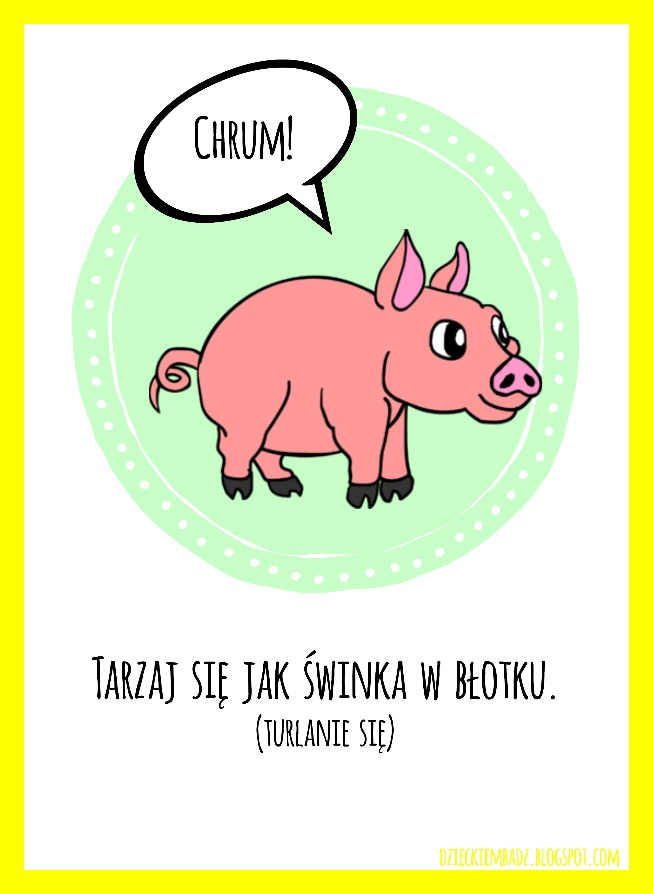 Chrum!
Tarzaj się jak świnka w błotku.
(turlanie się)
dzieckiembadz.blogspot.com